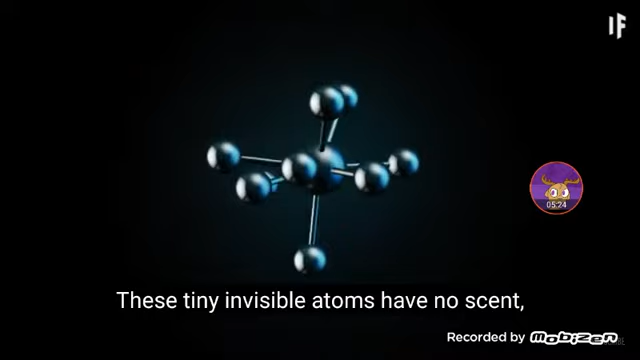 IF
05:24
These tiny invisible atoms have no scent,
Recorded by mobizen